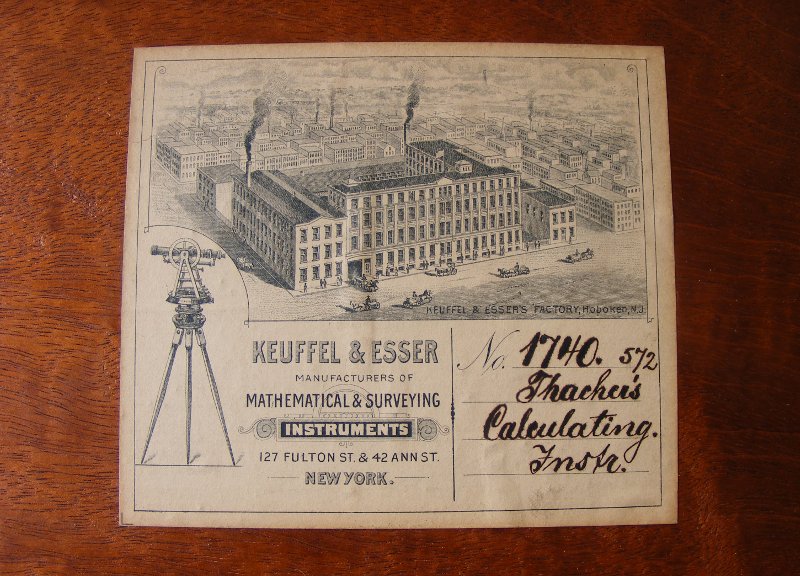 KEUFFEL & ESSER'S FACTORY, HOBOKEN, N.J.
KEUFFEL & ESSER
MANUFACTURERS OF
MATHEMATICAL & SURVEYING
INSTRUMENTS
127 FULTON ST. & 42 ANN ST.
NEW YORK.
No. 1740. 572
Thacher's
Calculating.
Instr.